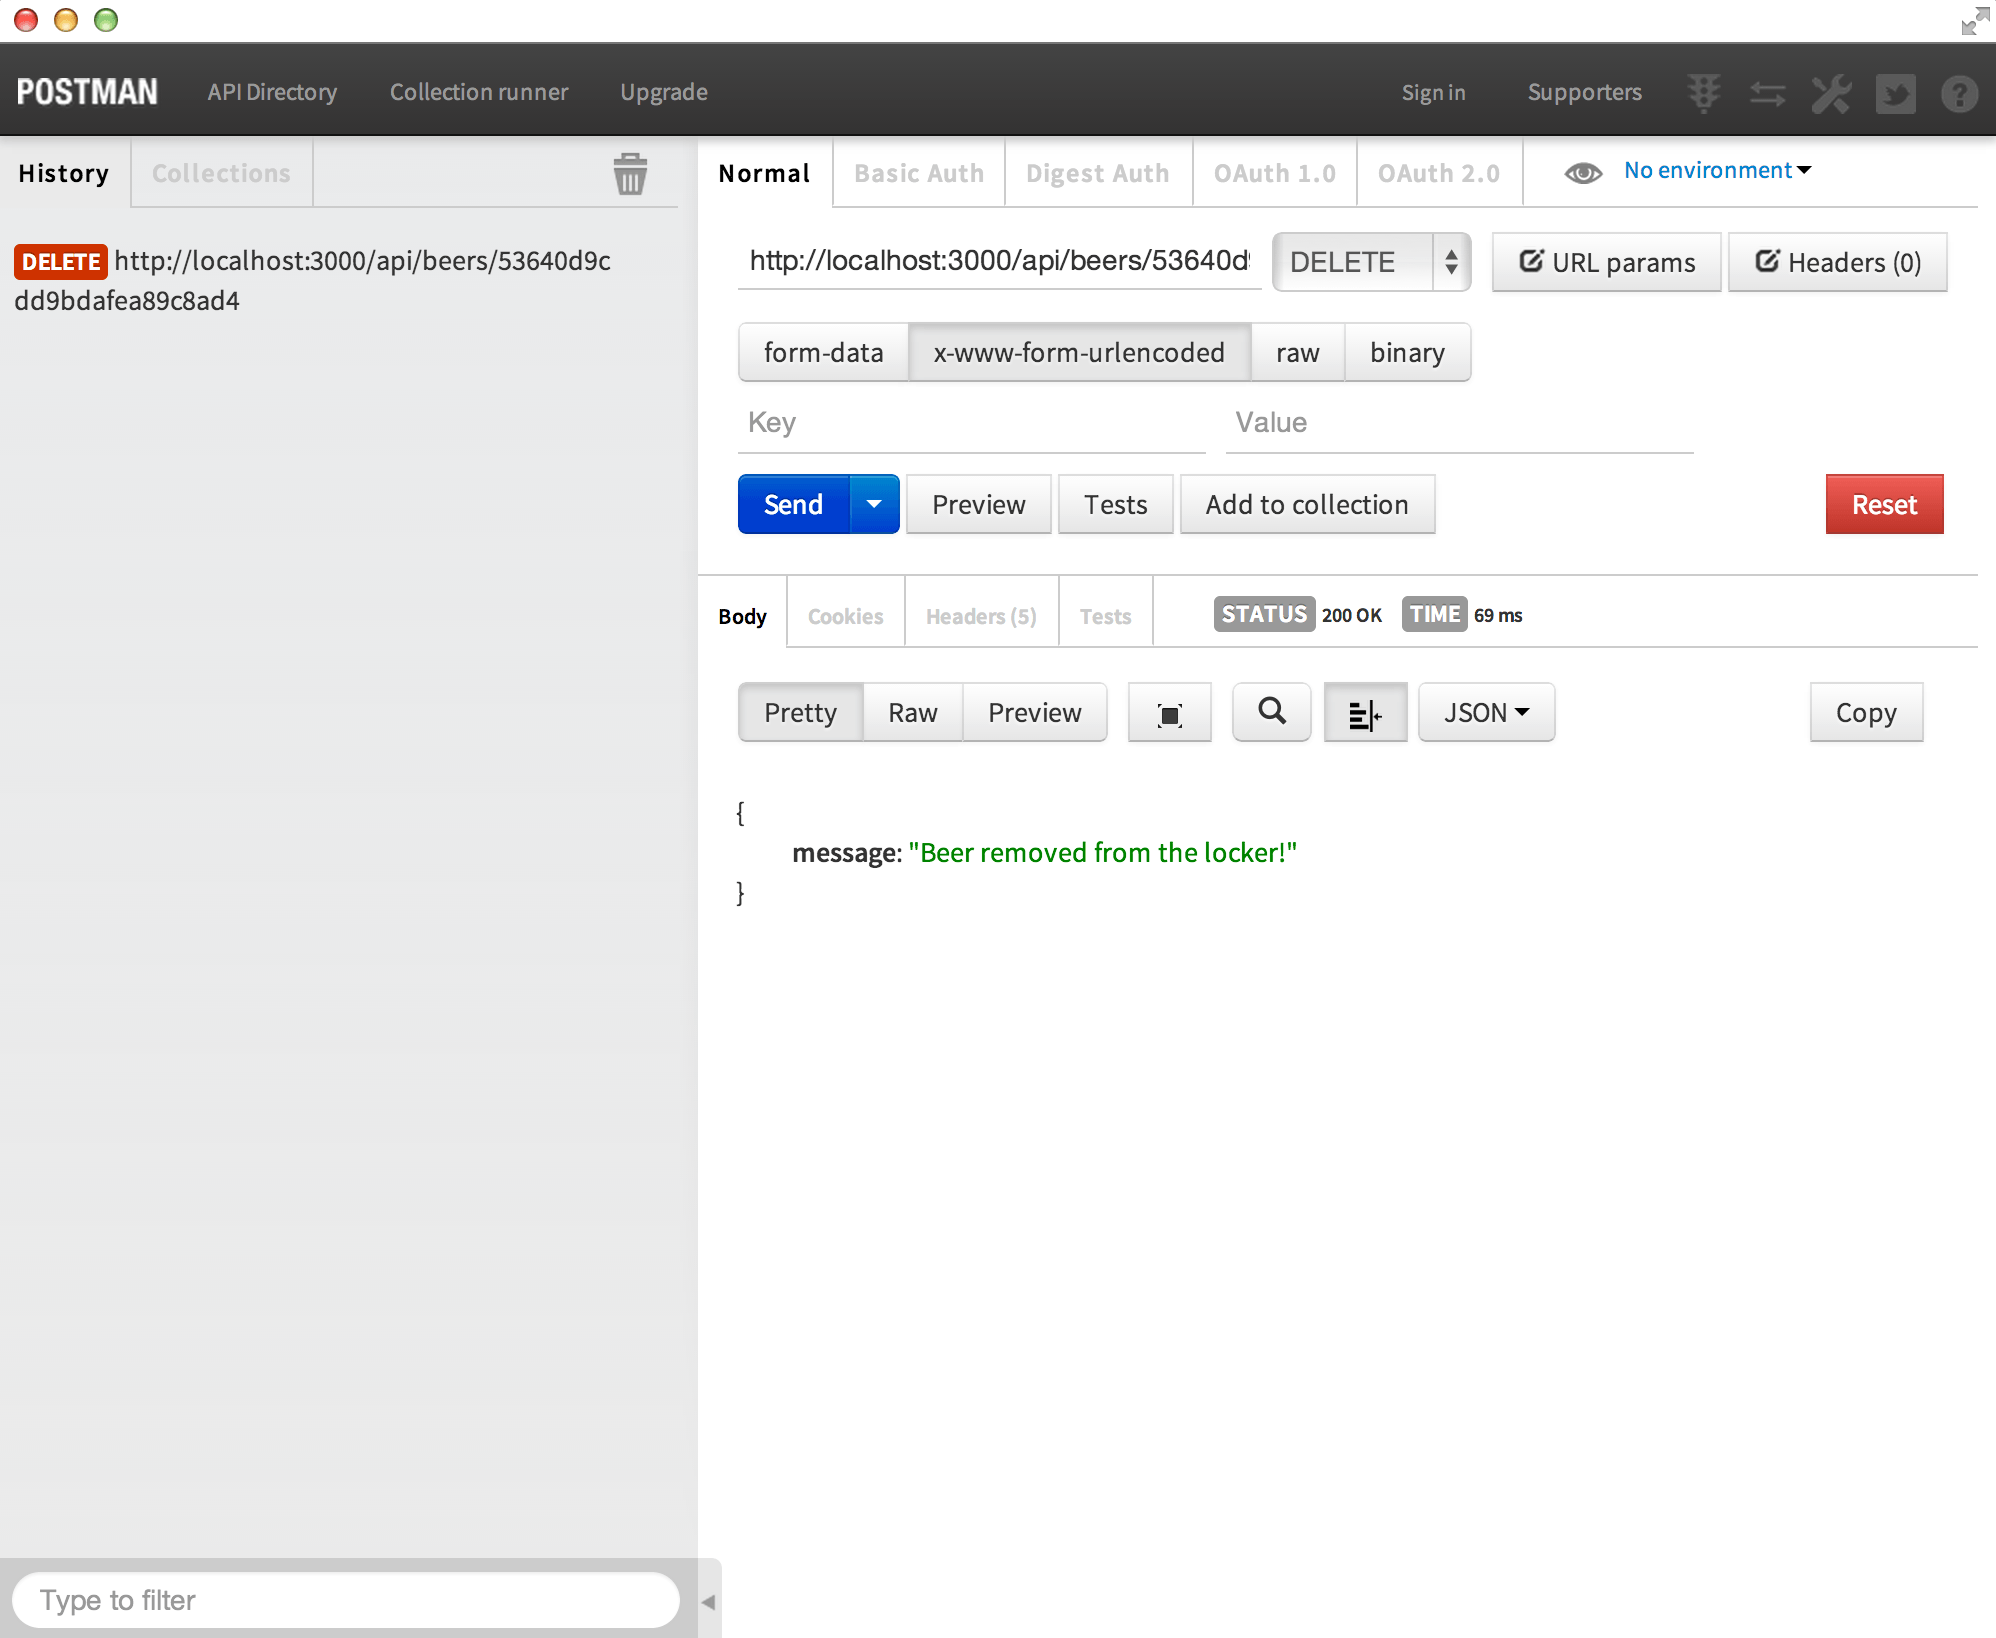 POSTMAN API Directory Collection runner Upgrade Sign in Supporters
History Collections
DELETE http://localhost:3000/api/beers/53640d9c
dd9bdafea89c8ad4
Type to filter
Normal Basic Auth Digest Auth OAuth 1.0 OAuth 2.0 No environment
http://localhost:3000/api/beers/53640d DELETE URL params Headers (0)
form-data x-www-form-urlencoded raw binary
Key Value
Send Preview Tests Add to collection Reset
Body Cookies Headers (5) Tests STATUS 200 OK TIME 69 ms
Pretty Raw Preview JSON Copy
{
message: "Beer removed from the locker!"
}